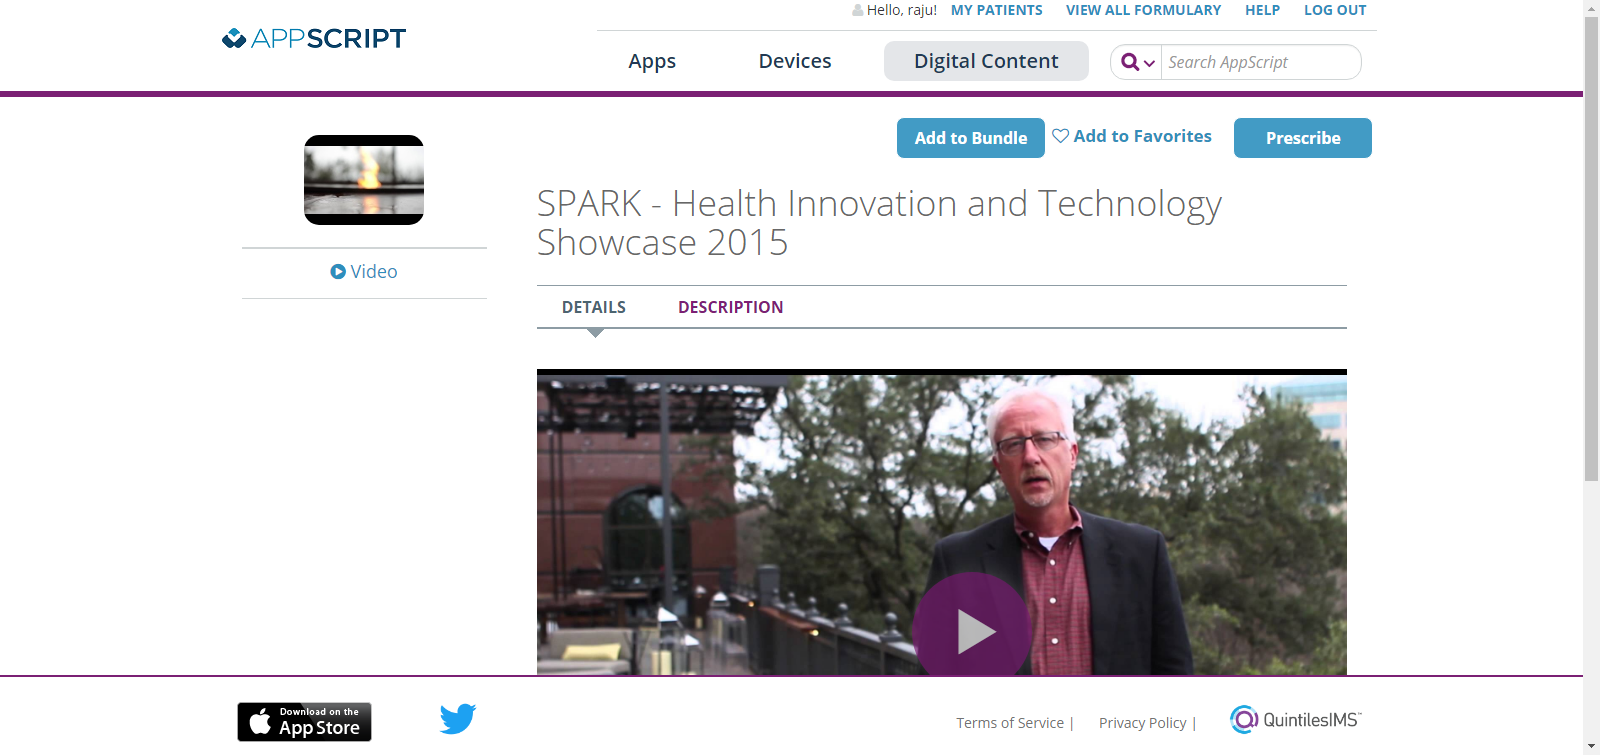 Hello, raju! MY PATIENTS VIEW ALL FORMULARY HELP LOG OUT
APPSCRIPT
Apps Devices Digital Content Search AppScript
Add to Bundle Add to Favorites Prescribe
SPARK - Health Innovation and Technology
Showcase 2015
Video
DETAILS DESCRIPTION
Download on the
App Store
Terms of Service | Privacy Policy | QuintilesIMS™